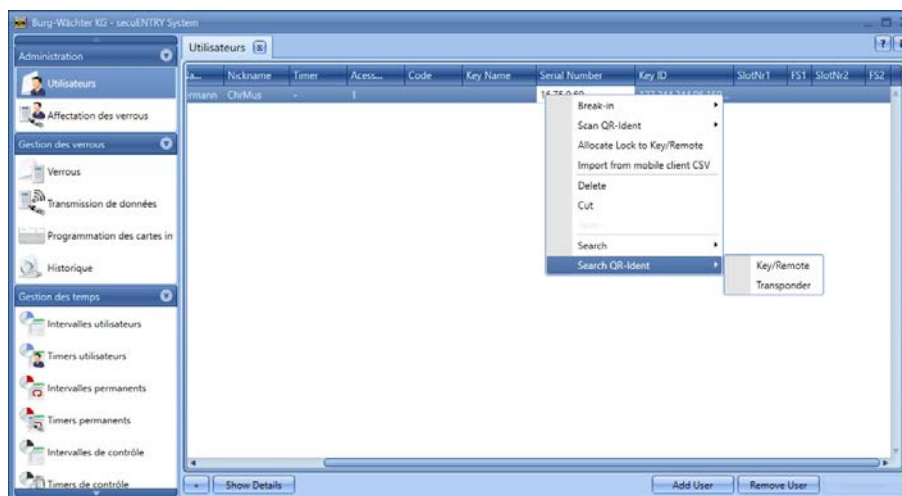 Burg-Wächter KG - secuENTRY System
Administration
Utilisateurs
Affectation des verrous
Gestion des verrous
Verrous
Transmission de données
Programmation des cartes in
Historique
Gestion des temps
Intervalles utilisateurs
Timers utilisateurs
Intervalles permanents
Timers permanents
Intervalles de contrôle
Timers de contrôle
Utilisateurs
Nickname Timer Acess... Code Key Name Serial Number Key ID SlotNr1 FS1 SlotNr2 FS2
ermann ChrMus - 1
Break-in
Scan QR-Ident
Allocate Lock to Key/Remote
Import from mobile client CSV
Delete
Cut
Search
Search QR-Ident
Key/Remote
Transponder
+ Show Details Add User Remove User